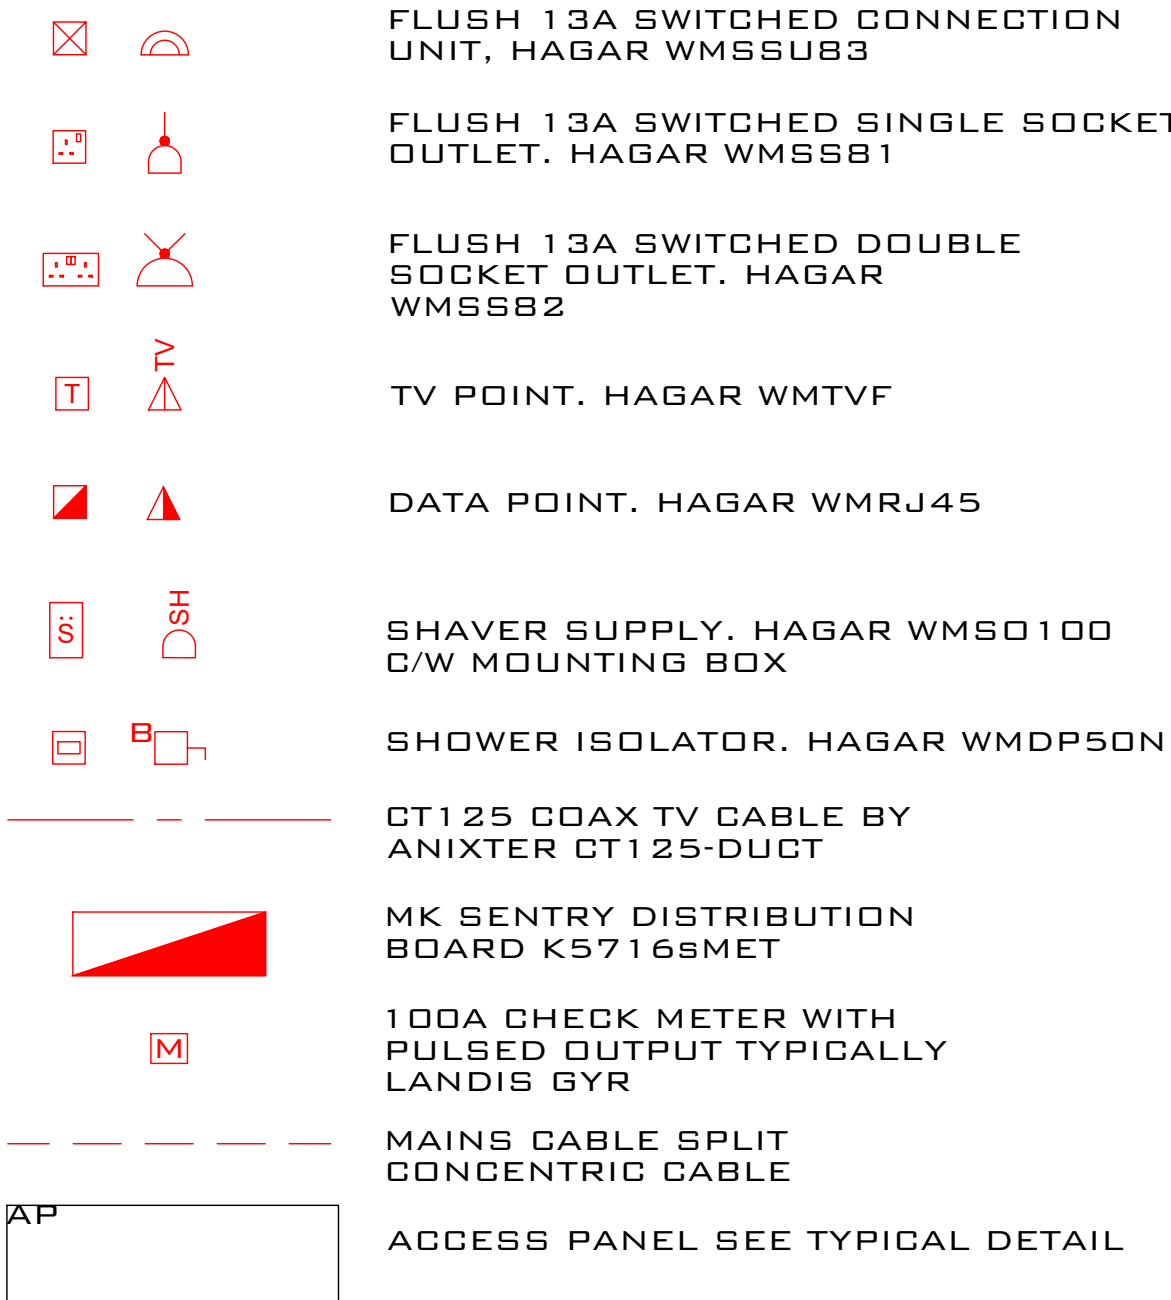 FLUSH 13A SWITCHED CONNECTION
UNIT, HAGAR WMSSU83
FLUSH 13A SWITCHED SINGLE SOCKET
OUTLET. HAGAR WMSS81
FLUSH 13A SWITCHED DOUBLE
SOCKET OUTLET. HAGAR
WMSS82
T
TV
TV POINT. HAGAR WMTVF
DATA POINT. HAGAR WMRJ45
S
SH
SHAVER SUPPLY. HAGAR WMSO100
C/W MOUNTING BOX
B
SHOWER ISOLATOR. HAGAR WMDP50N
CT125 COAX TV CABLE BY
ANIXTER CT125-DUCT
MK SENTRY DISTRIBUTION
BOARD K5716sMET
M
100A CHECK METER WITH
PULSED OUTPUT TYPICALLY
LANDIS GYR
MAINS CABLE SPLIT
CONCENTRIC CABLE
AP
ACCESS PANEL SEE TYPICAL DETAIL